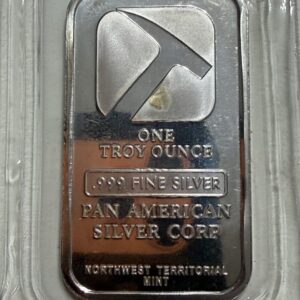 ONE
TROY OUNCE
.999 FINE SILVER
PAN AMERICAN
SILVER CORP
NORTHWEST TERRITORIAL
MINT